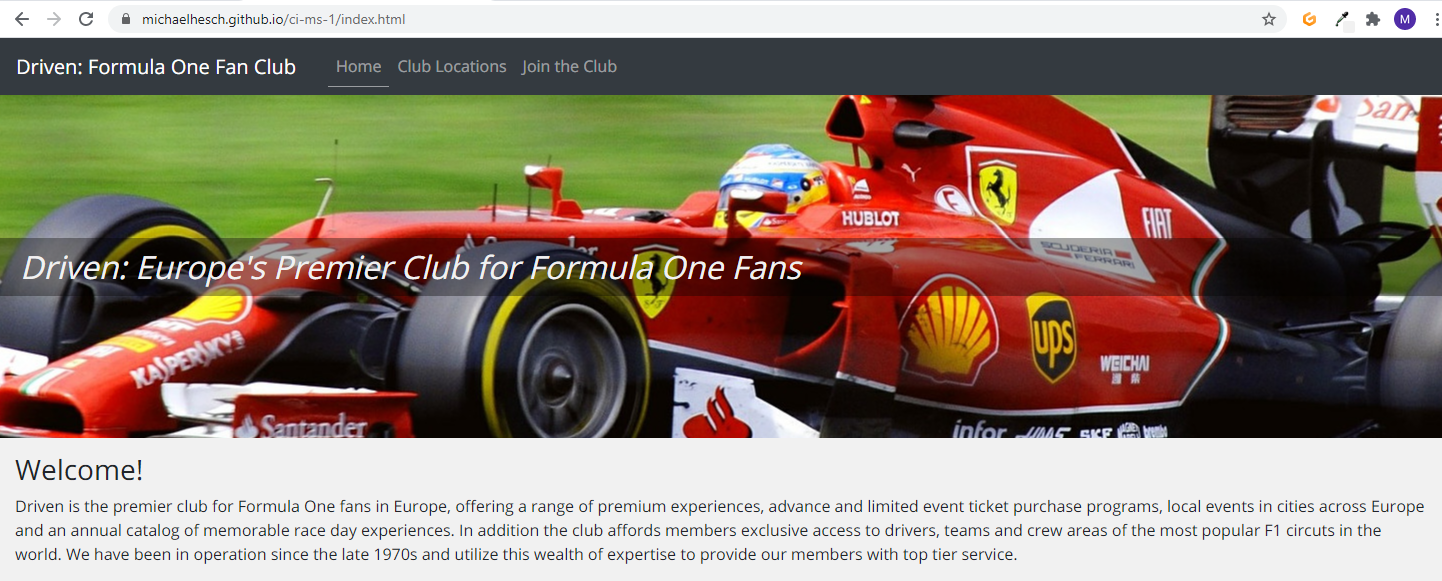 michaelhesch.github.io/ci-ms-1/index.html
M
Driven: Formula One Fan Club
Home
Club Locations
Join the Club
Santander
HUBLOT
FIAT
SCUDERIA
FERRARI
Driven: Europe's Premier Club for Formula One Fans
KASPERSKY
ups
WEICHAI
Santander
infor
HAAS
SKF
brembo
Welcome!
Driven is the premier club for Formula One fans in Europe, offering a range of premium experiences, advance and limited event ticket purchase programs, local events in cities across Europe
and an annual catalog of memorable race day experiences. In addition the club affords members exclusive access to drivers, teams and crew areas of the most popular F1 circuts in the
world. We have been in operation since the late 1970s and utilize this wealth of expertise to provide our members with top tier service.